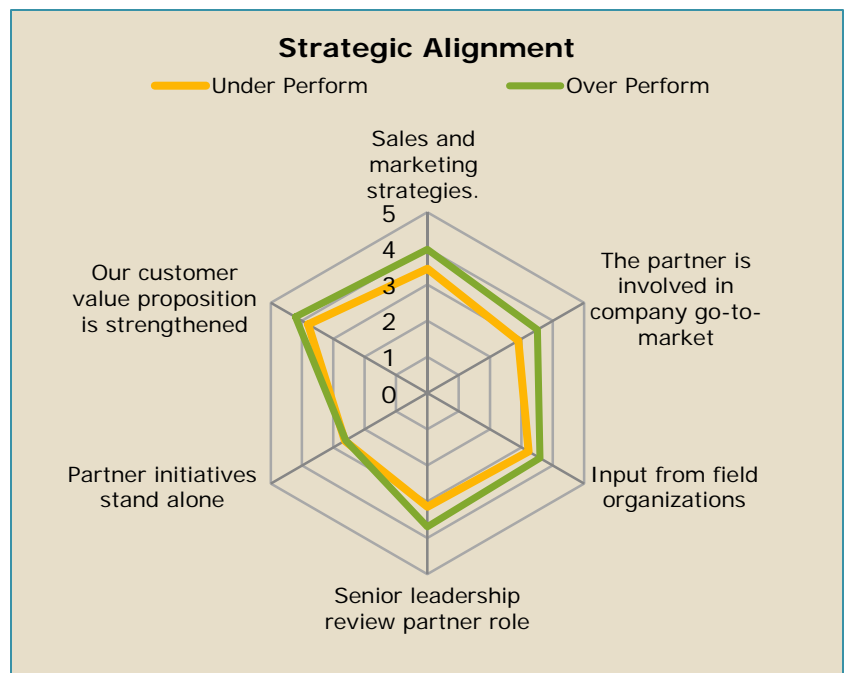 Strategic Alignment
Under Perform
Over Perform
Sales and
marketing
strategies.
5
4
3
2
1
0
The partner is
involved in
company go-to-
market
Input from field
organizations
Senior leadership
review partner role
Partner initiatives
stand alone
Our customer
value proposition
is strengthened